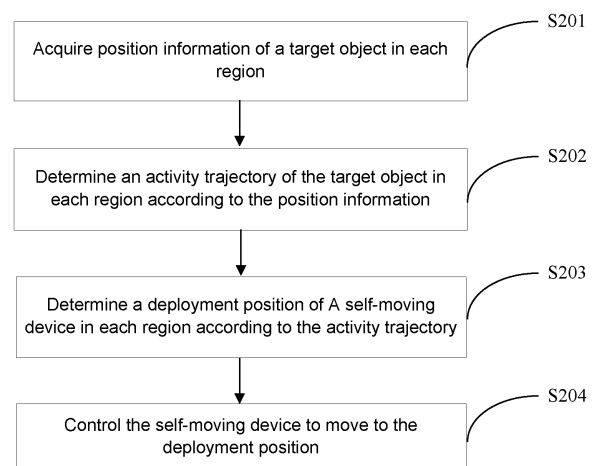 S201
Acquire position information of a target object in each
region
S202
Determine an activity trajectory of the target object in
each region according to the position information
S203
Determine a deployment position of A self-moving
device in each region according to the activity trajectory
S204
Control the self-moving device to move to the
deployment position